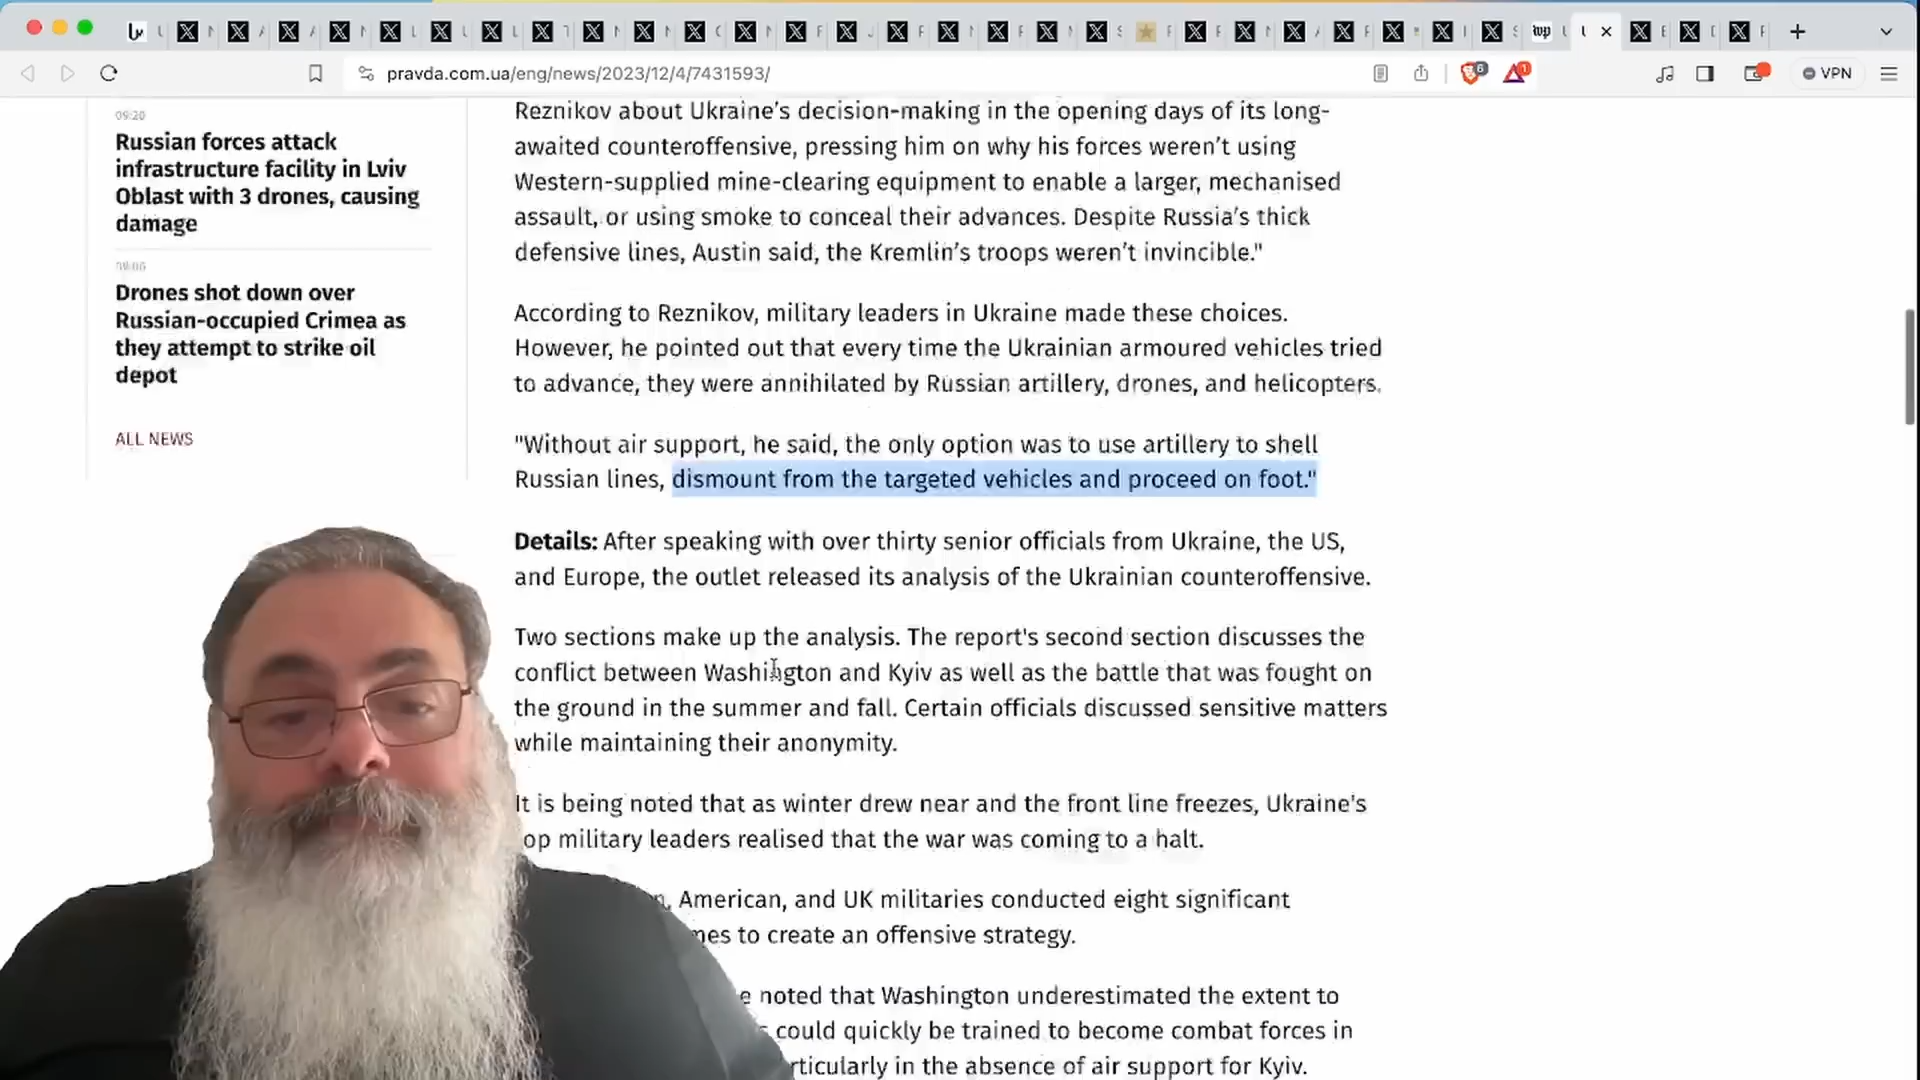 pravda.com.ua/eng/news/2023/12/4/7431593/
VPN
09:20
Russian forces attack
infrastructure facility in Lviv
Oblast with 3 drones, causing
damage
Drones shot down over
Russian-occupied Crimea as
they attempt to strike oil
depot
ALL NEWS
Reznikov about Ukraine's decision-making in the opening days of its long-
awaited counteroffensive, pressing him on why his forces weren't using
Western-supplied mine-clearing equipment to enable a larger, mechanised
assault, or using smoke to conceal their advances. Despite Russia's thick
defensive lines, Austin said, the Kremlin's troops weren't invincible."
According to Reznikov, military leaders in Ukraine made these choices.
However, he pointed out that every time the Ukrainian armoured vehicles tried
to advance, they were annihilated by Russian artillery, drones, and helicopters.
"Without air support, he said, the only option was to use artillery to shell
Russian lines, dismount from the targeted vehicles and proceed on foot."
Details: After speaking with over thirty senior officials from Ukraine, the US,
and Europe, the outlet released its analysis of the Ukrainian counteroffensive.
Two sections make up the analysis. The report's second section discusses the
conflict between Washington and Kyiv as well as the battle that was fought on
the ground in the summer and fall. Certain officials discussed sensitive matters
while maintaining their anonymity.
It is being noted that as winter drew near and the front line freezes, Ukraine's
op military leaders realised that the war was coming to a halt.
American, and UK militaries conducted eight significant
to create an offensive strategy.
noted that Washington underestimated the extent to
could quickly be trained to become combat forces in
rticularly in the absence of air support for Kyiv.